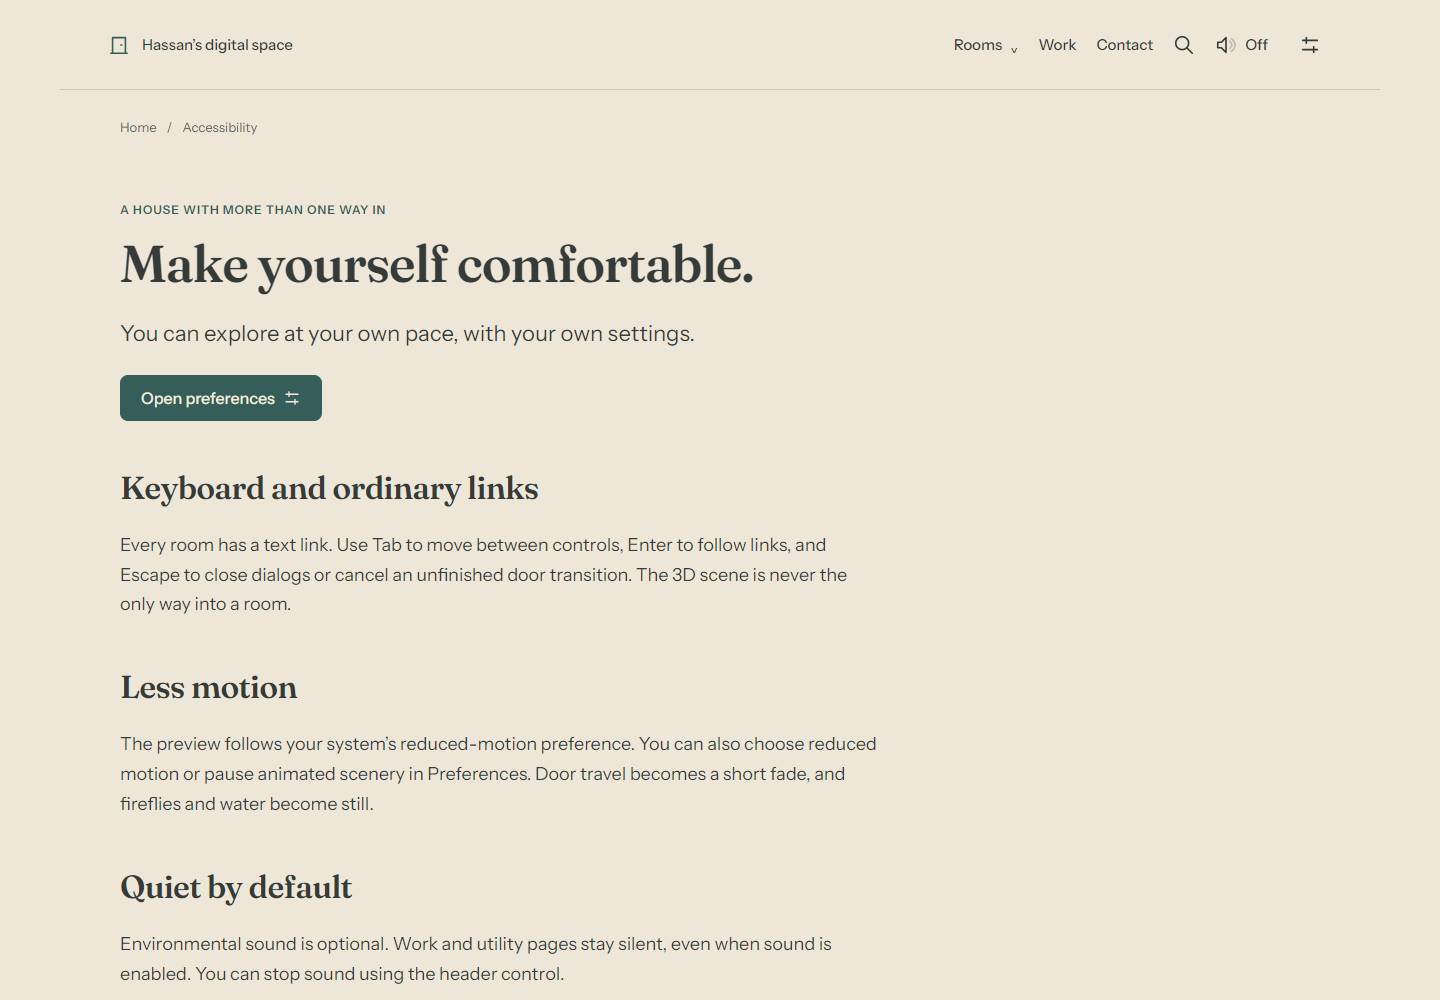 Hassan’s digital space
Rooms Work Contact Off
Home / Accessibility
A HOUSE WITH MORE THAN ONE WAY IN
Make yourself comfortable.
You can explore at your own pace, with your own settings.
Open preferences
Keyboard and ordinary links
Every room has a text link. Use Tab to move between controls, Enter to follow links, and
Escape to close dialogs or cancel an unfinished door transition. The 3D scene is never the
only way into a room.
Less motion
The preview follows your system’s reduced-motion preference. You can also choose reduced
motion or pause animated scenery in Preferences. Door travel becomes a short fade, and
fireflies and water become still.
Quiet by default
Environmental sound is optional. Work and utility pages stay silent, even when sound is
enabled. You can stop sound using the header control.